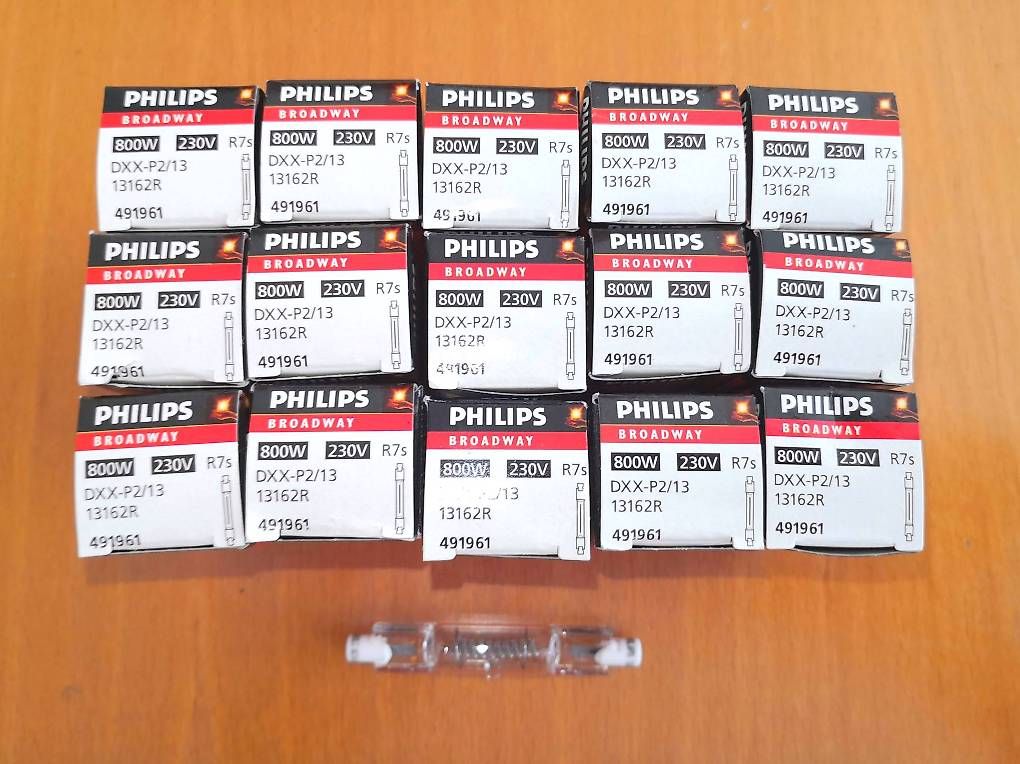 PHILIPS
BROADWAY
800W 230V R7s
DXX-P2/13
13162R
491961
PHILIPS
BROADWAY
800W 230V R7s
DXX-P2/13
13162R
491961
PHILIPS
BROADWAY
800W 230V R7s
DXX-P2/13
13162R
491961
PHILIPS
BROADWAY
800W 230V R7s
DXX-P2/13
13162R
491961
PHILIPS
BROADWAY
800W 230V R7s
DXX-P2/13
13162R
491961
PHILIPS
BROADWAY
800W 230V R7s
DXX-P2/13
13162R
491961
PHILIPS
BROADWAY
800W 230V R7s
DXX-P2/13
13162R
491961
PHILIPS
BROADWAY
800W 230V R7s
DXX-P2/13
13162R
491961
PHILIPS
BROADWAY
800W 230V R7s
DXX-P2/13
13162R
491961
PHILIPS
BROADWAY
800W 230V R7s
DXX-P2/13
13162R
491961
PHILIPS
BROADWAY
800W 230V R7s
DXX-P2/13
13162R
491961
PHILIPS
BROADWAY
800W 230V R7s
DXX-P2/13
13162R
491961
PHILIPS
BROADWAY
800W 230V R7s
13162R
491961
PHILIPS
BROADWAY
800W 230V R7s
DXX-P2/13
13162R
491961
PHILIPS
BROADWAY
800W 230V R7s
DXX-P2/13
13162R
491961